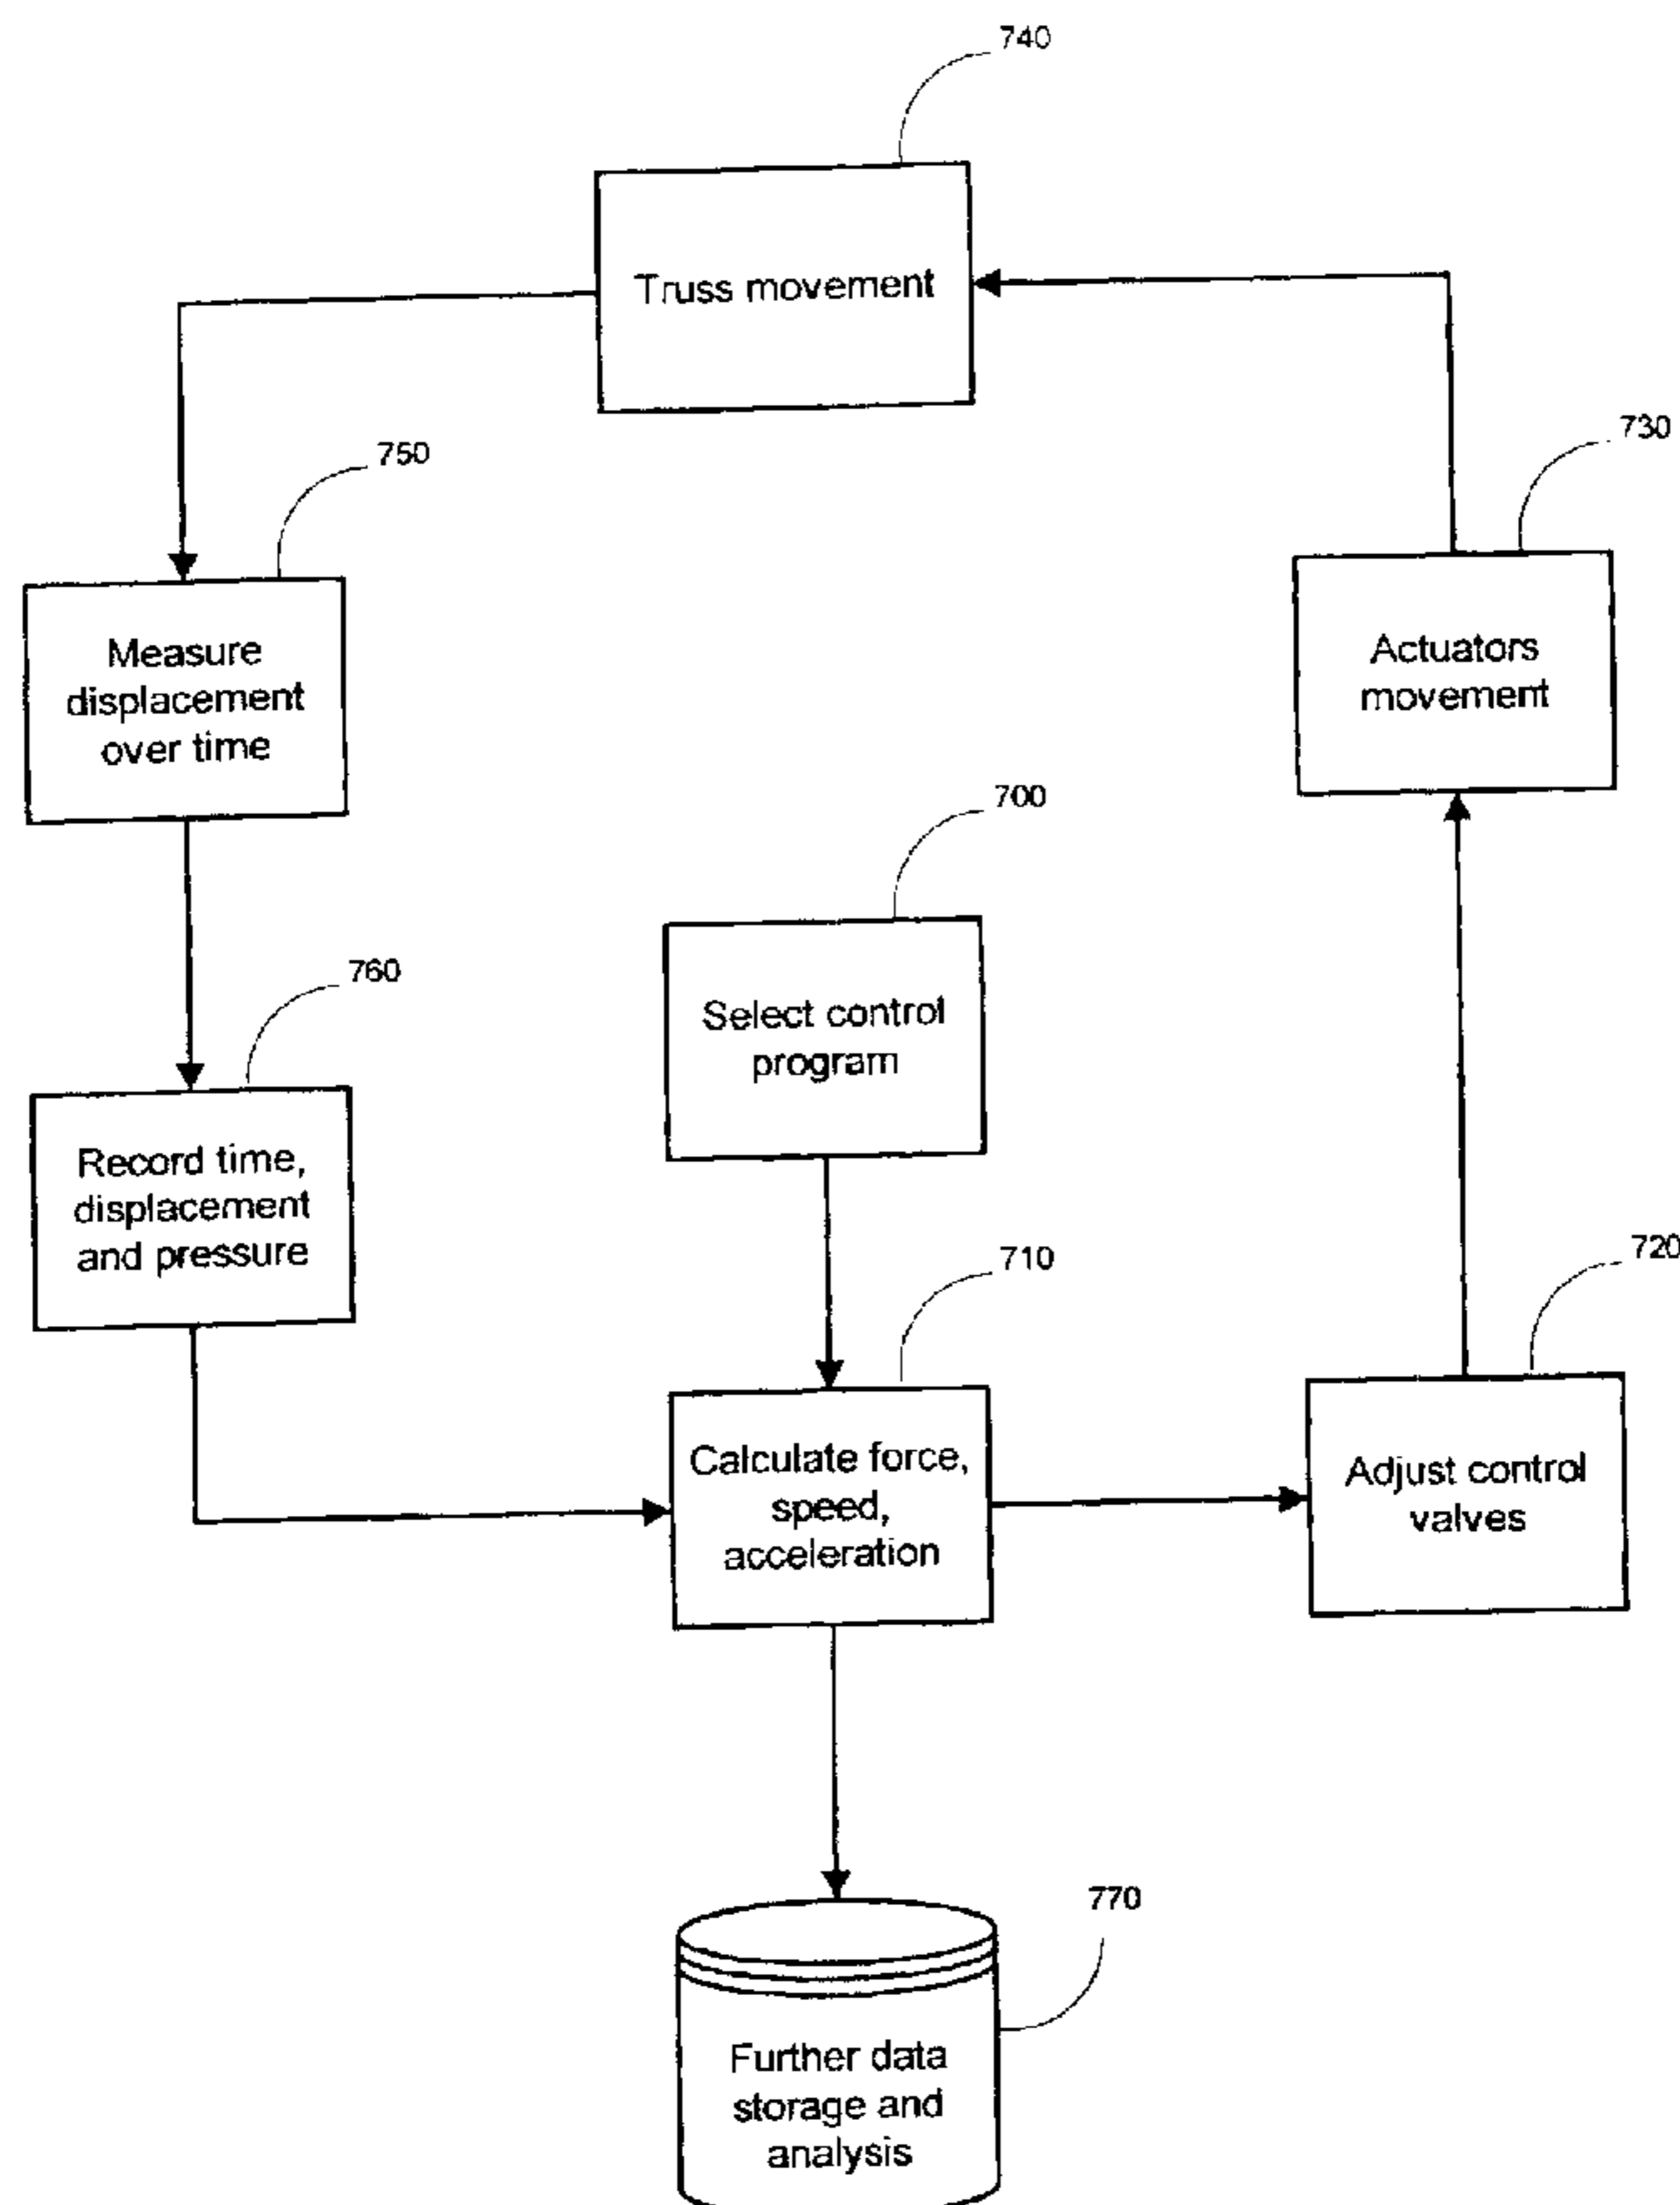 740
Truss movement
730
750
Measure
displacement
over time
Actuators
movement
700
760
Select control
program
Record time,
displacement
and pressure
710
720
Calculate force,
speed,
acceleration
Adjust control
valves
770
Further data
storage and
analysis